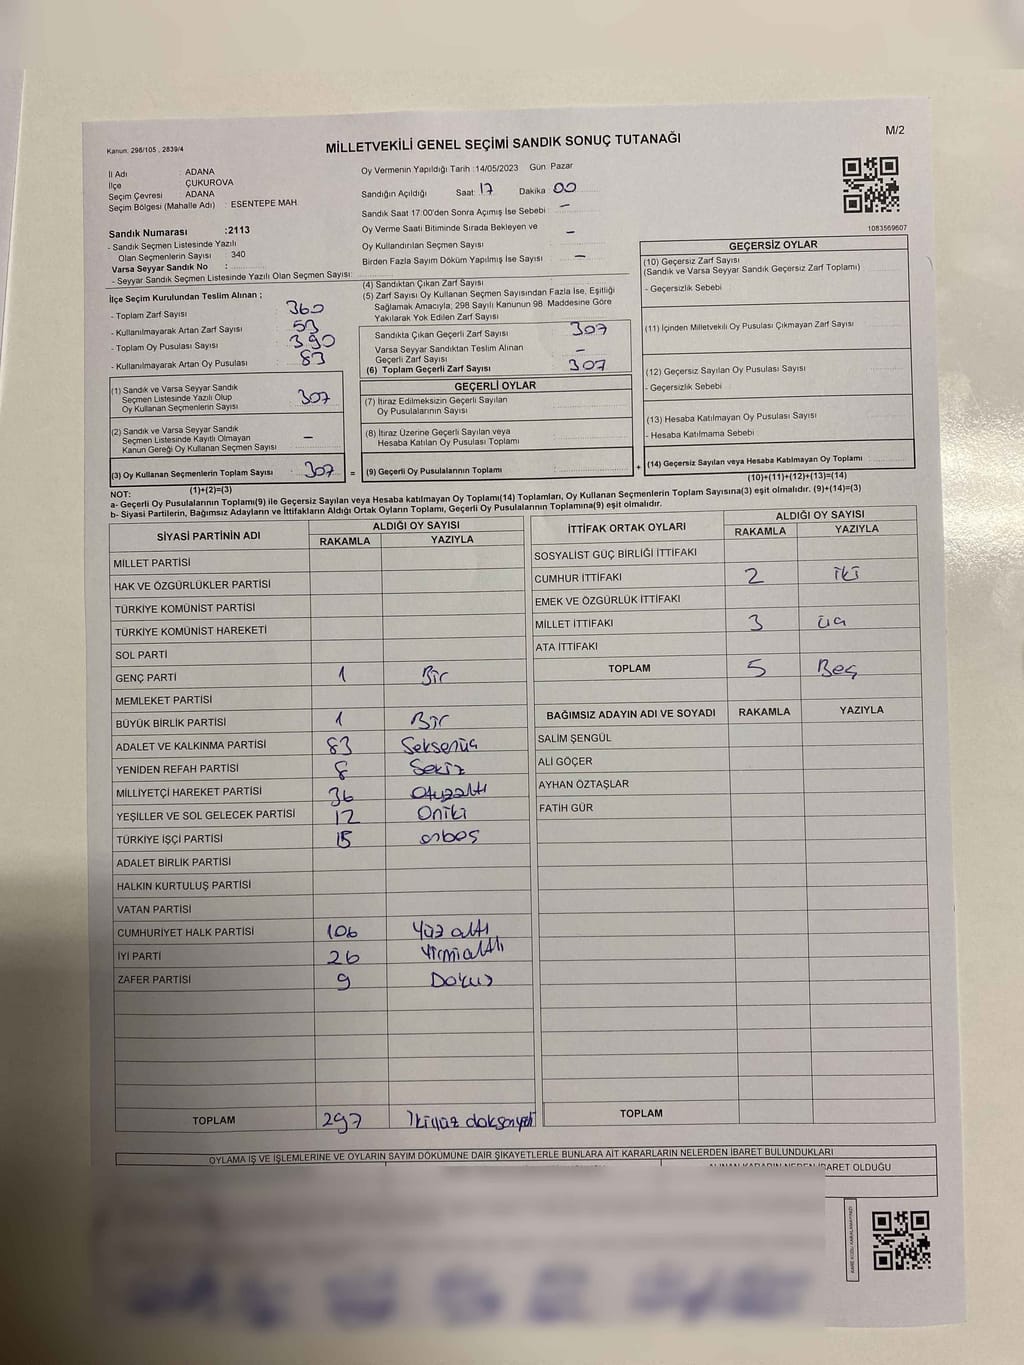 Kanun: 298/105 , 2839/4
MİLLETVEKİLİ GENEL SEÇİMİ SANDIK SONUÇ TUTANAĞI
M/2
İl Adı : ADANA
İlçe : ÇUKUROVA
Seçim Çevresi : ADANA
Seçim Bölgesi (Mahalle Adı) : ESENTEPE MAH.
Sandık Numarası :2113
- Sandık Seçmen Listesinde Yazılı
Olan Seçmenlerin Sayısı : 340
Varsa Seyyar Sandık No :
- Seyyar Sandık Seçmen Listesinde Yazılı Olan Seçmen Sayısı:
Oy Vermenin Yapıldığı Tarih :14/05/2023 Gün: Pazar
Sandığın Açıldığı Saat: 17 Dakika: 00
Sandık Saat 17:00'den Sonra Açımış İse Sebebi : -
Oy Verme Saati Bitiminde Sırada Bekleyen ve
Oy Kullandırılan Seçmen Sayısı : -
Birden Fazla Sayım Döküm Yapılmış İse Sayısı : -
1083569607
İlçe Seçim Kurulundan Teslim Alınan ;
- Toplam Zarf Sayısı : 360
- Kullanılmayarak Artan Zarf Sayısı : 53
- Toplam Oy Pusulası Sayısı : 390
- Kullanılmayarak Artan Oy Pusulası : 83
(1) Sandık ve Varsa Seyyar Sandık
Seçmen Listesinde Yazılı Olup
Oy Kullanan Seçmenlerin Sayısı : 307
(2) Sandık ve Varsa Seyyar Sandık
Seçmen Listesinde Kayıtlı Olmayan
Kanun Gereği Oy Kullanan Seçmen Sayısı : -
(3) Oy Kullanan Seçmenlerin Toplam Sayısı : 307 =
(1)+(2)=(3)
(4) Sandıktan Çıkan Zarf Sayısı :
(5) Zarf Sayısı Oy Kullanan Seçmen Sayısından Fazla İse, Eşitliği
Sağlamak Amacıyla; 298 Sayılı Kanunun 98. Maddesine Göre
Yakılarak Yok Edilen Zarf Sayısı :
Sandıkta Çıkan Geçerli Zarf Sayısı : 307
Varsa Seyyar Sandıktan Teslim Alınan
Geçerli Zarf Sayısı : -
(6) Toplam Geçerli Zarf Sayısı : 307
GEÇERLİ OYLAR
(7) İtiraz Edilmeksizin Geçerli Sayılan
Oy Pusulalarının Sayısı :
(8) İtiraz Üzerine Geçerli Sayılan veya
Hesaba Katılan Oy Pusulası Toplamı :
(9) Geçerli Oy Pusulalarının Toplamı : +
GEÇERSİZ OYLAR
(10) Geçersiz Zarf Sayısı :
(Sandık ve Varsa Seyyar Sandık Geçersiz Zarf Toplamı)
- Geçersizlik Sebebi :
(11) İçinden Milletvekili Oy Pusulası Çıkmayan Zarf Sayısı :
(12) Geçersiz Sayılan Oy Pusulası Sayısı :
- Geçersizlik Sebebi :
(13) Hesaba Katılmayan Oy Pusulası Sayısı :
- Hesaba Katılmama Sebebi :
(14) Geçersiz Sayılan veya Hesaba Katılmayan Oy Toplamı :
(10)+(11)+(12)+(13)=(14)
NOT:
a- Geçerli Oy Pusulalarının Toplamı(9) ile Geçersiz Sayılan veya Hesaba katılmayan Oy Toplamı(14) Toplamları, Oy Kullanan Seçmenlerin Toplam Sayısına(3) eşit olmalıdır. (9)+(14)=(3)
b- Siyasi Partilerin, Bağımsız Adayların ve İttifakların Aldığı Ortak Oyların Toplamı, Geçerli Oy Pusulalarının Toplamına(9) eşit olmalıdır.
SİYASİ PARTİNİN ADI ALDIĞI OY SAYISI
RAKAMLA YAZIYLA
MİLLET PARTİSİ
HAK VE ÖZGÜRLÜKLER PARTİSİ
TÜRKİYE KOMÜNİST PARTİSİ
TÜRKİYE KOMÜNİST HAREKETİ
SOL PARTİ
GENÇ PARTİ 1 Bir
MEMLEKET PARTİSİ
BÜYÜK BİRLİK PARTİSİ 1 Bir
ADALET VE KALKINMA PARTİSİ 83 Seksenüç
YENİDEN REFAH PARTİSİ 8 Sekiz
MİLLİYETÇİ HAREKET PARTİSİ 36 Otuzaltı
YEŞİLLER VE SOL GELECEK PARTİSİ 12 Oniki
TÜRKİYE İŞÇİ PARTİSİ 15 onbeş
ADALET BİRLİK PARTİSİ
HALKIN KURTULUŞ PARTİSİ
VATAN PARTİSİ
CUMHURİYET HALK PARTİSİ 106 Yüz altı
İYİ PARTİ 26 Yirmi altı
ZAFER PARTİSİ 9 Dokuz
TOPLAM 297 İkiyüz doksanyedi
İTTİFAK ORTAK OYLARI ALDIĞI OY SAYISI
RAKAMLA YAZIYLA
SOSYALİST GÜÇ BİRLİĞİ İTTİFAKI
CUMHUR İTTİFAKI 2 iki
EMEK VE ÖZGÜRLÜK İTTİFAKI
MİLLET İTTİFAKI 3 üç
ATA İTTİFAKI
TOPLAM 5 Beş
BAĞIMSIZ ADAYIN ADI VE SOYADI RAKAMLA YAZIYLA
SALİM ŞENGÜL
ALİ GÖÇER
AYHAN ÖZTAŞLAR
FATİH GÜR
TOPLAM
OYLAMA İŞ VE İŞLEMLERİNE VE OYLARIN SAYIM DÖKÜMÜNE DAİR ŞİKAYETLERLE BUNLARA AİT KARARLARIN NELERDEN İBARET BULUNDUKLARI
ALINAN KARARIN NEDEN İBARET OLDUĞU